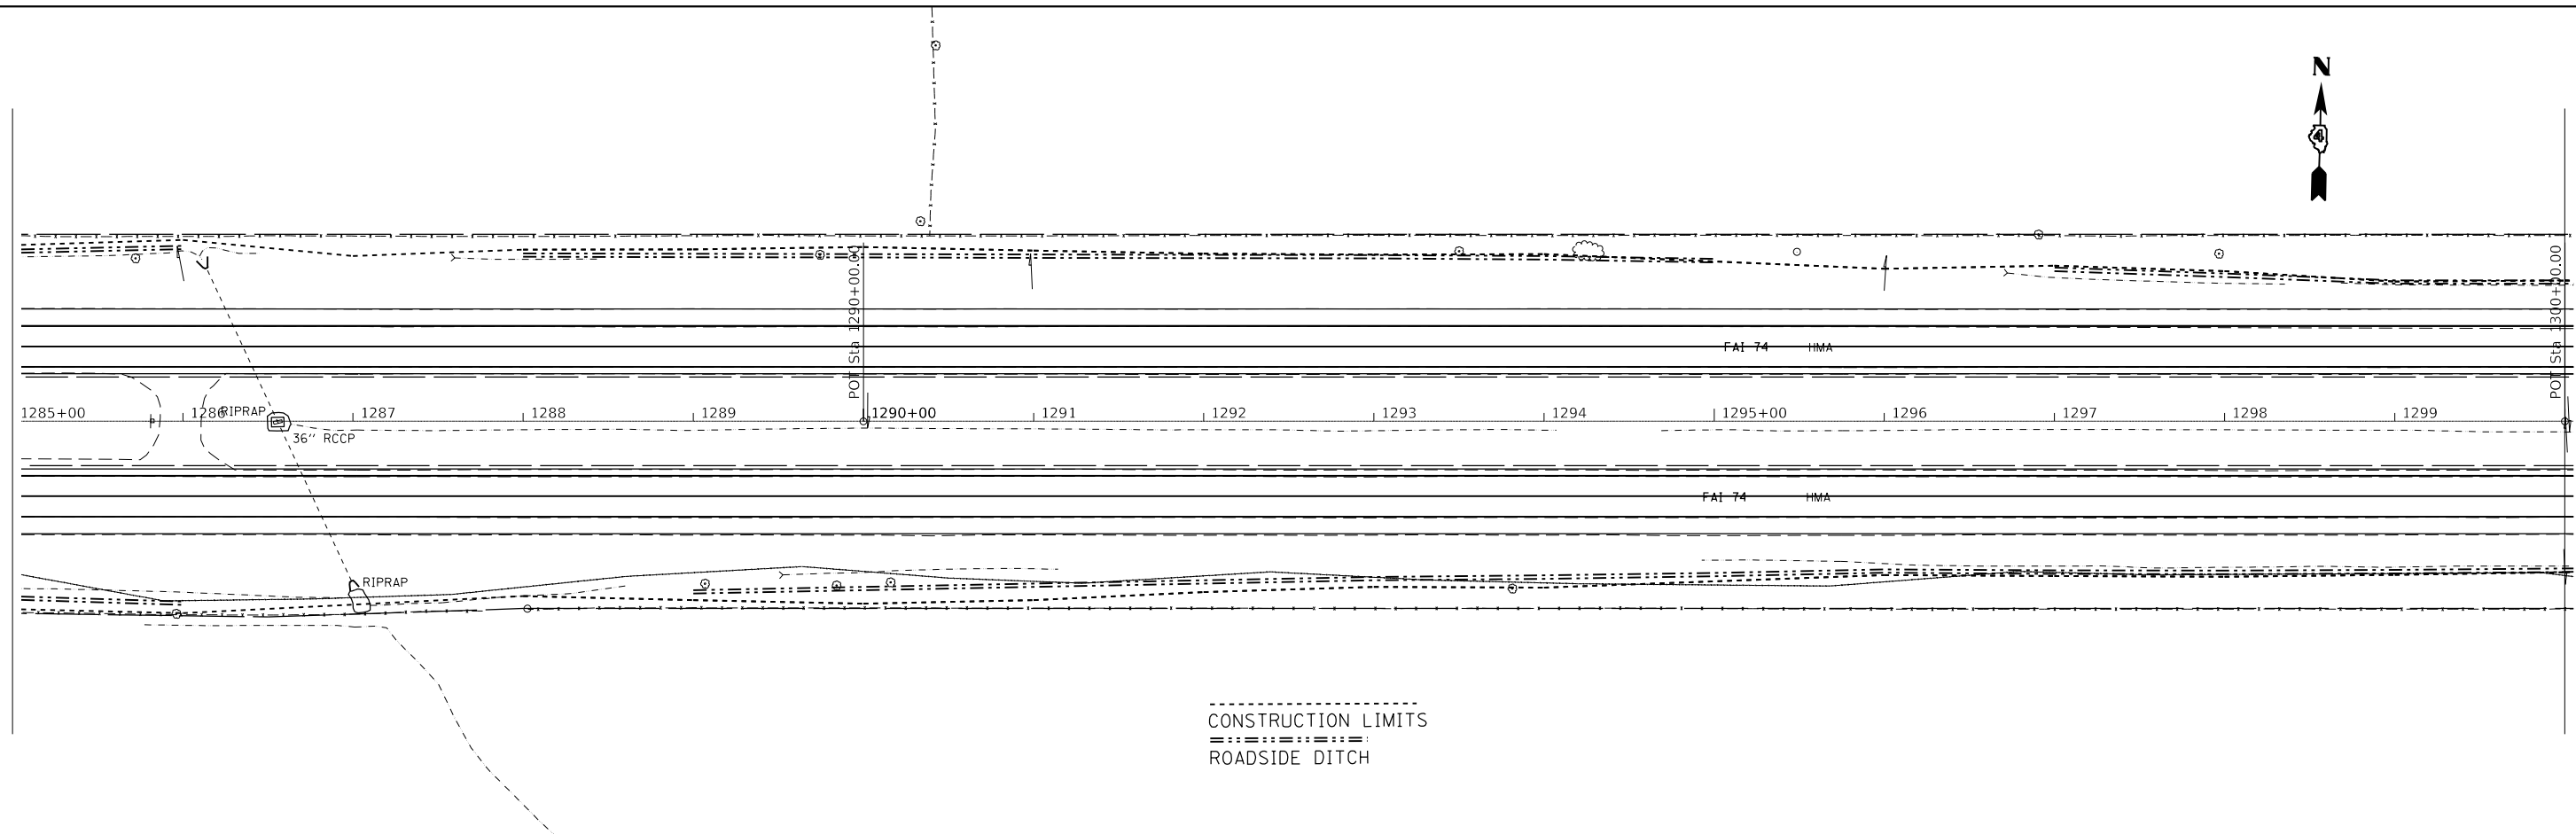 N
4
POT Sta 1290+00.00
POT Sta 1300+00.00
FAI 74 HMA
1285+00 1286 RIPRAP 1287 1288 1289 1290+00 1291 1292 1293 1294 1295+00 1296 1297 1298 1299
36" RCCP
FAI 74 HMA
RIPRAP
CONSTRUCTION LIMITS
ROADSIDE DITCH